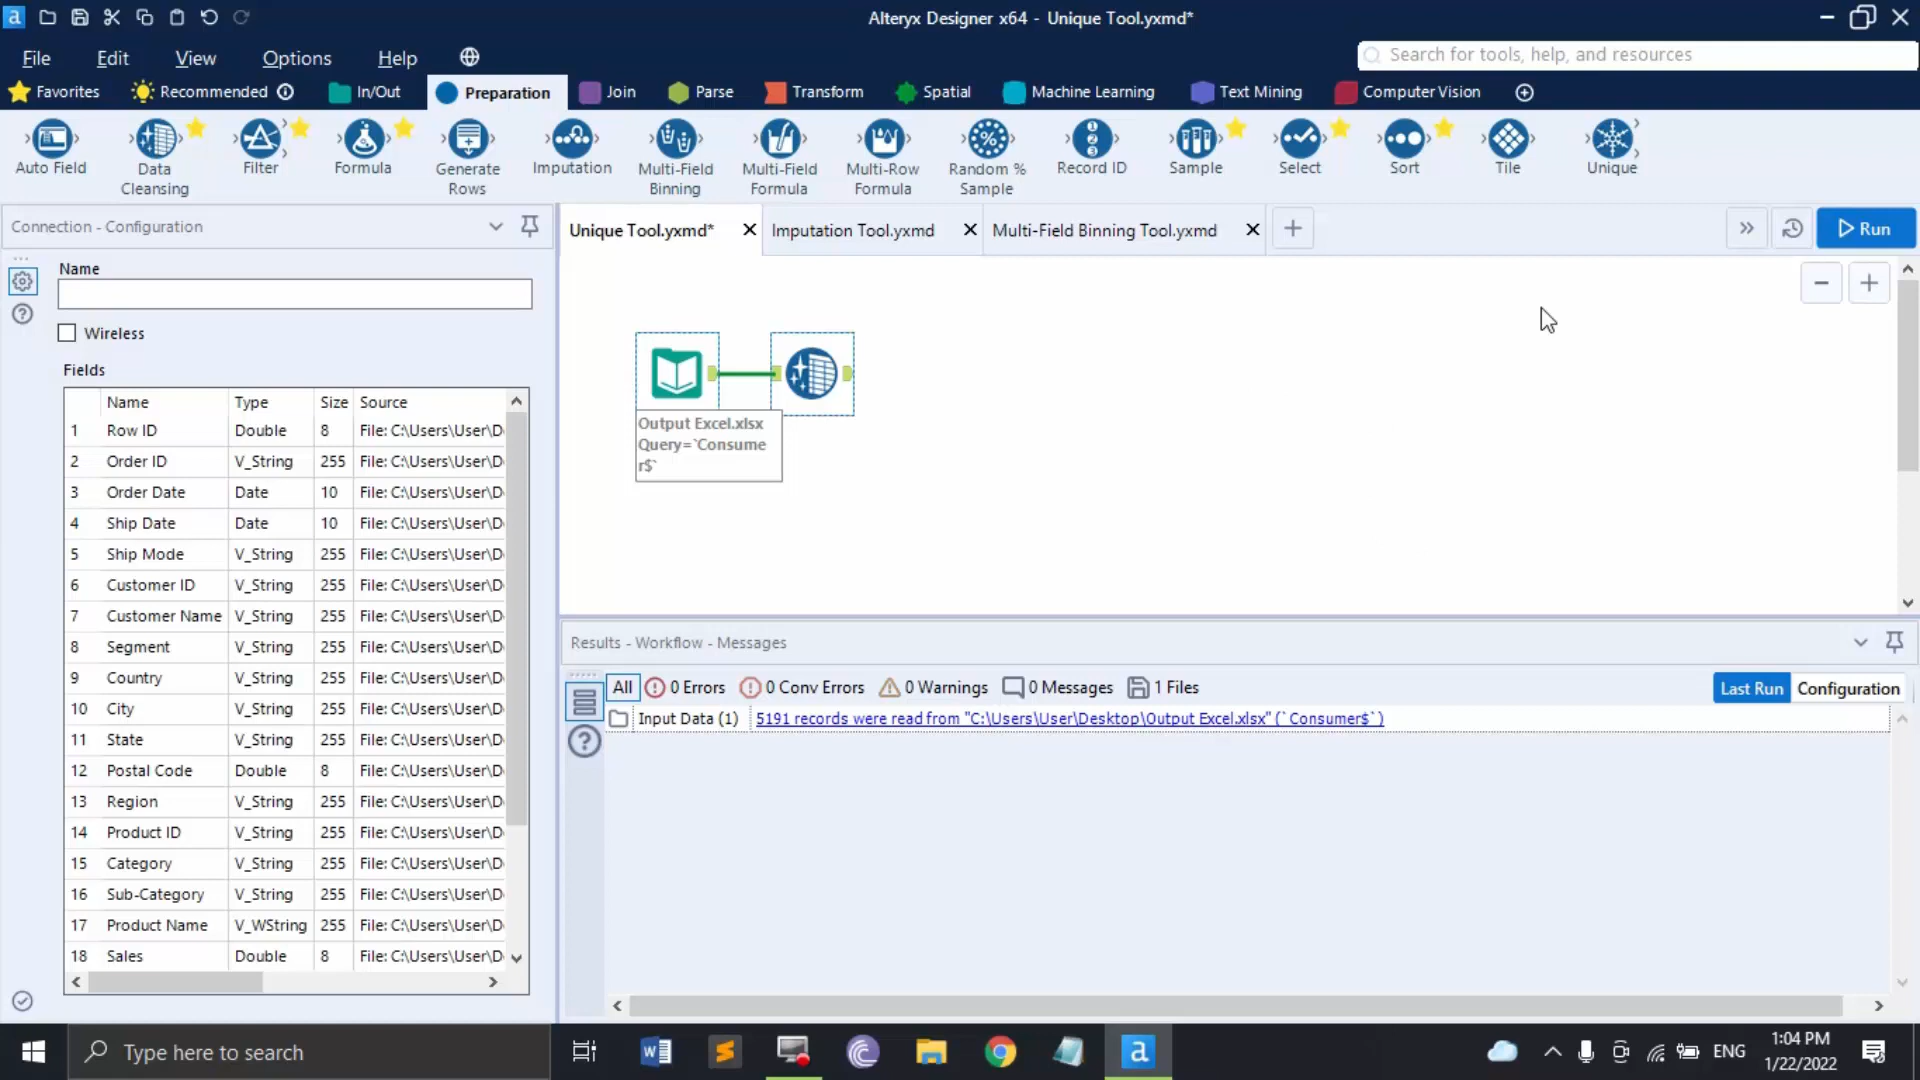 Alteryx Designer x64 - Unique Tool.yxmd*
File Edit View Options Help
Search for tools, help, and resources
Favorites Recommended In/Out Preparation Join Parse Transform Spatial Machine Learning Text Mining Computer Vision
Auto Field
Data
Cleansing
Filter
Formula
Generate
Rows
Imputation
Multi-Field
Binning
Multi-Field
Formula
Multi-Row
Formula
Random %
Sample
Record ID
Sample
Select
Sort
Tile
Unique
Connection - Configuration
Unique Tool.yxmd* Imputation Tool.yxmd Multi-Field Binning Tool.yxmd
Run
Name
Wireless
Fields
Name Type Size Source
1 Row ID Double 8 File: C:\Users\User\D
2 Order ID V_String 255 File: C:\Users\User\D
3 Order Date Date 10 File: C:\Users\User\D
4 Ship Date Date 10 File: C:\Users\User\D
5 Ship Mode V_String 255 File: C:\Users\User\D
6 Customer ID V_String 255 File: C:\Users\User\D
7 Customer Name V_String 255 File: C:\Users\User\D
8 Segment V_String 255 File: C:\Users\User\D
9 Country V_String 255 File: C:\Users\User\D
10 City V_String 255 File: C:\Users\User\D
11 State V_String 255 File: C:\Users\User\D
12 Postal Code Double 8 File: C:\Users\User\D
13 Region V_String 255 File: C:\Users\User\D
14 Product ID V_String 255 File: C:\Users\User\D
15 Category V_String 255 File: C:\Users\User\D
16 Sub-Category V_String 255 File: C:\Users\User\D
17 Product Name V_WString 255 File: C:\Users\User\D
18 Sales Double 8 File: C:\Users\User\D
Output Excel.xlsx
Query=`Consume
r$`
Results - Workflow - Messages
All 0 Errors 0 Conv Errors 0 Warnings 0 Messages 1 Files
Last Run Configuration
Input Data (1) 5191 records were read from "C:\Users\User\Desktop\Output Excel.xlsx" (`Consumer$`)
Type here to search
ENG
1:04 PM
1/22/2022